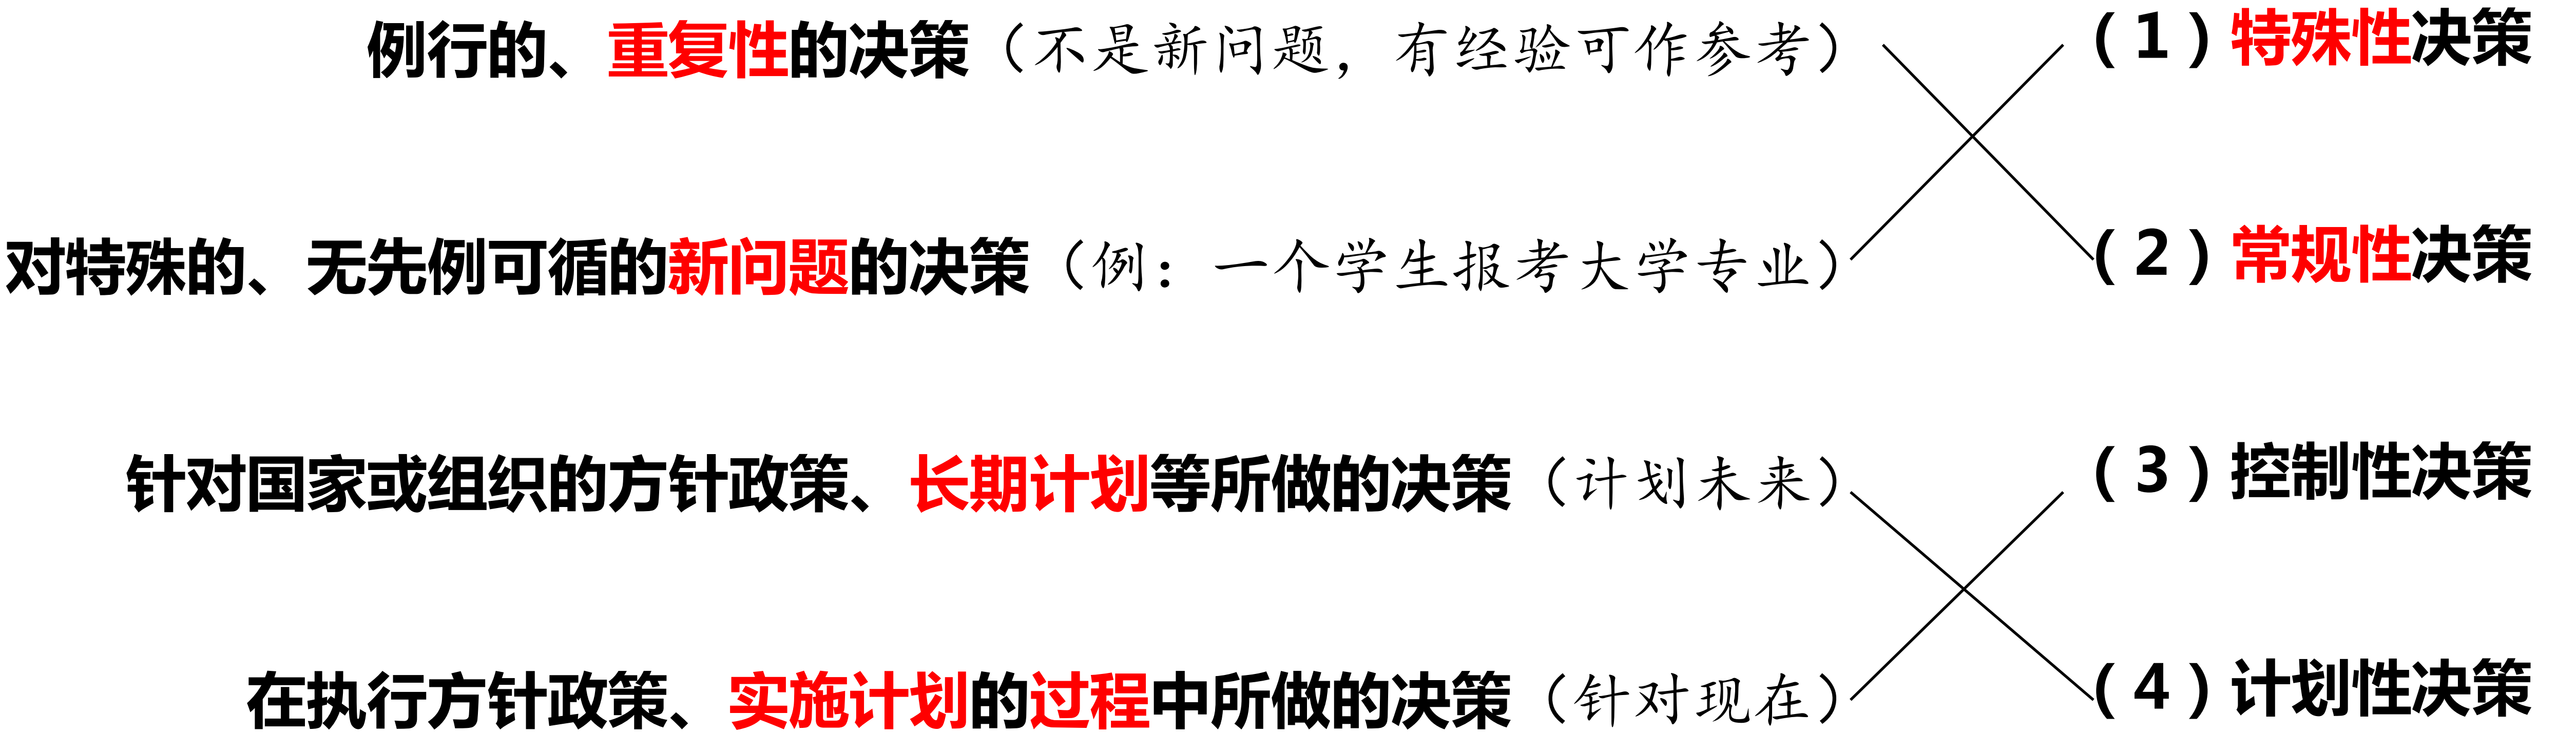 例行的、重复性的决策（不是新问题，有经验可作参考）
（1）特殊性决策
对特殊的、无先例可循的新问题的决策（例：一个学生报考大学专业）
（2）常规性决策
针对国家或组织的方针政策、长期计划等所做的决策（计划未来）
（3）控制性决策
在执行方针政策、实施计划的过程中所做的决策（针对现在）
（4）计划性决策